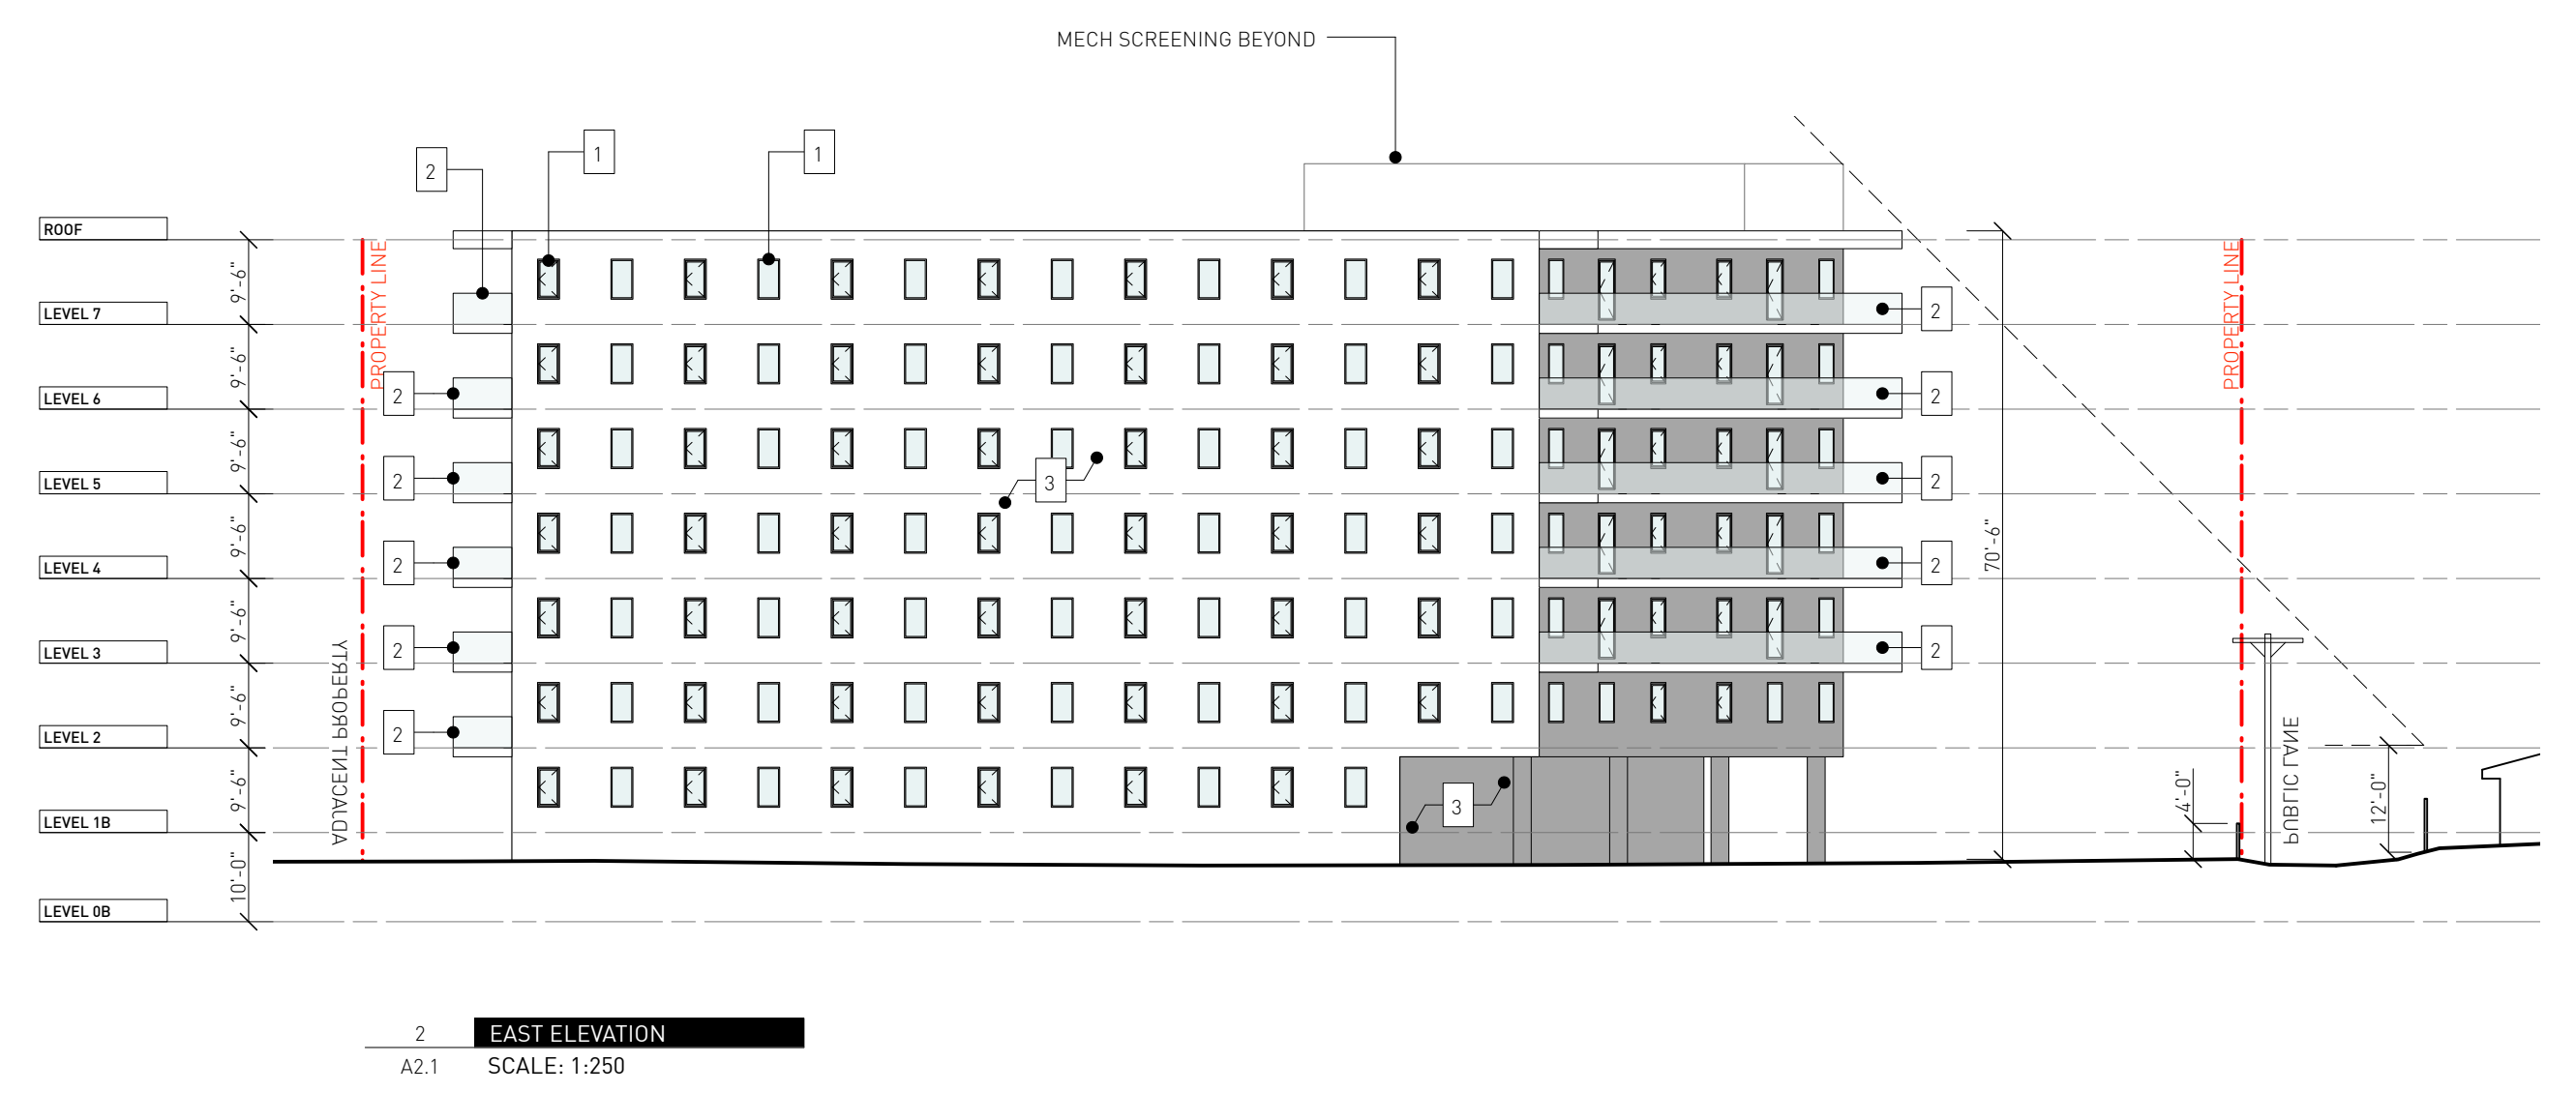 MECH SCREENING BEYOND
1
1
2
ROOF
PROPERTY LINE
PROPERTY LINE
9'-6"
LEVEL 7
2
9'-6"
LEVEL 6
2
2
9'-6"
LEVEL 5
2
3
2
9'-6"
70'-6"
LEVEL 4
2
2
9'-6"
LEVEL 3
2
2
ADJACENT PROPERTY
9'-6"
LEVEL 2
2
PUBLIC LANE
9'-6"
3
4'-0"
12'-0"
LEVEL 1B
10'-0"
LEVEL 0B
2
EAST ELEVATION
A2.1
SCALE: 1:250